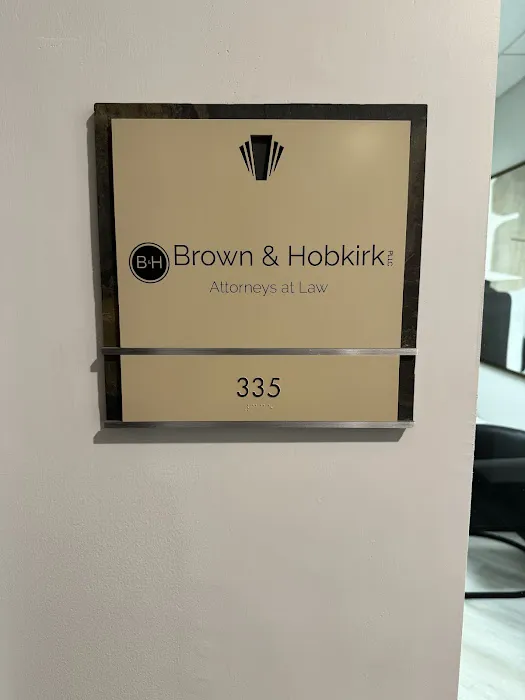 B&H Brown & Hobkirk PLLC
Attorneys at Law
335